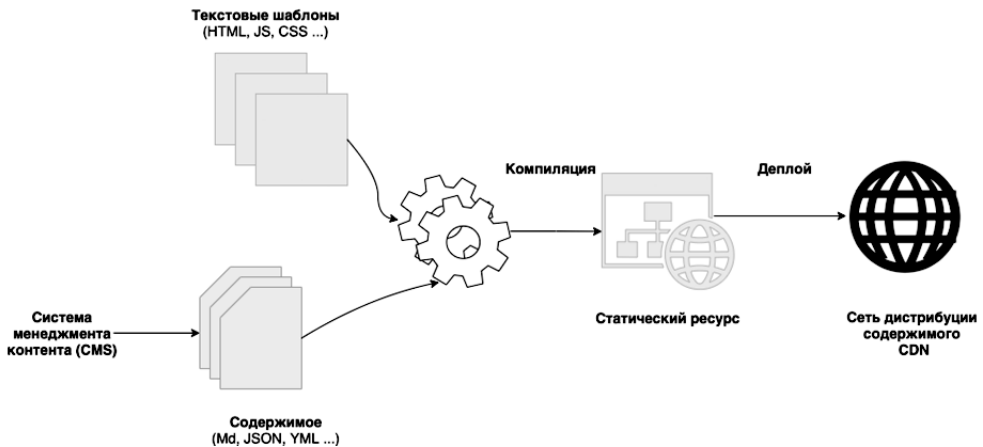 Текстовые шаблоны
(HTML, JS, CSS ...)
Компиляция
Деплой
Система
менеджмента
контента (CMS)
Статический ресурс
Сеть дистрибуции
содержимого
CDN
Содержимое
(Md, JSON, YML ...)